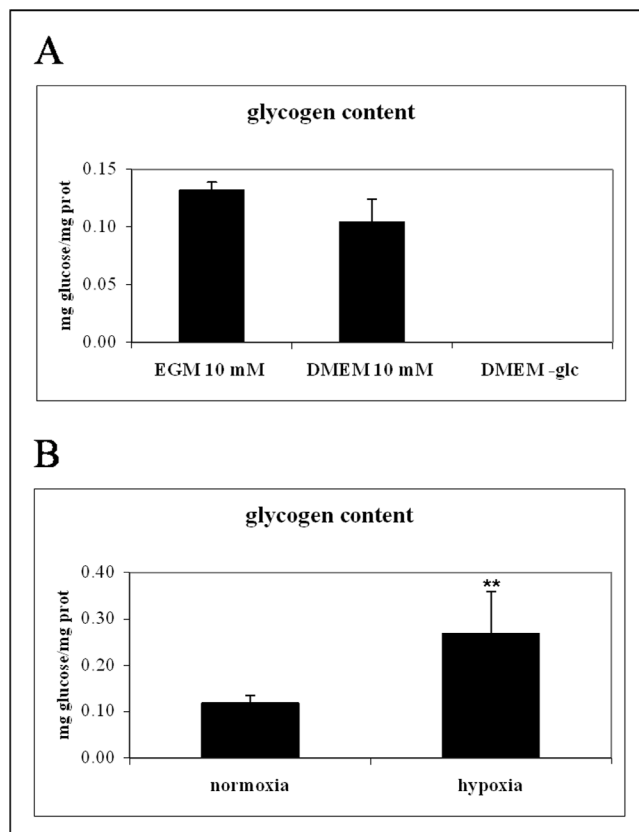 A
glycogen content
mg glucose/mg prot
0.15
0.10
0.05
0.00
EGM 10 mM DMEM 10 mM DMEM -glc
B
glycogen content
mg glucose/mg prot
0.40
0.30
0.20
0.10
0.00
**
normoxia hypoxia